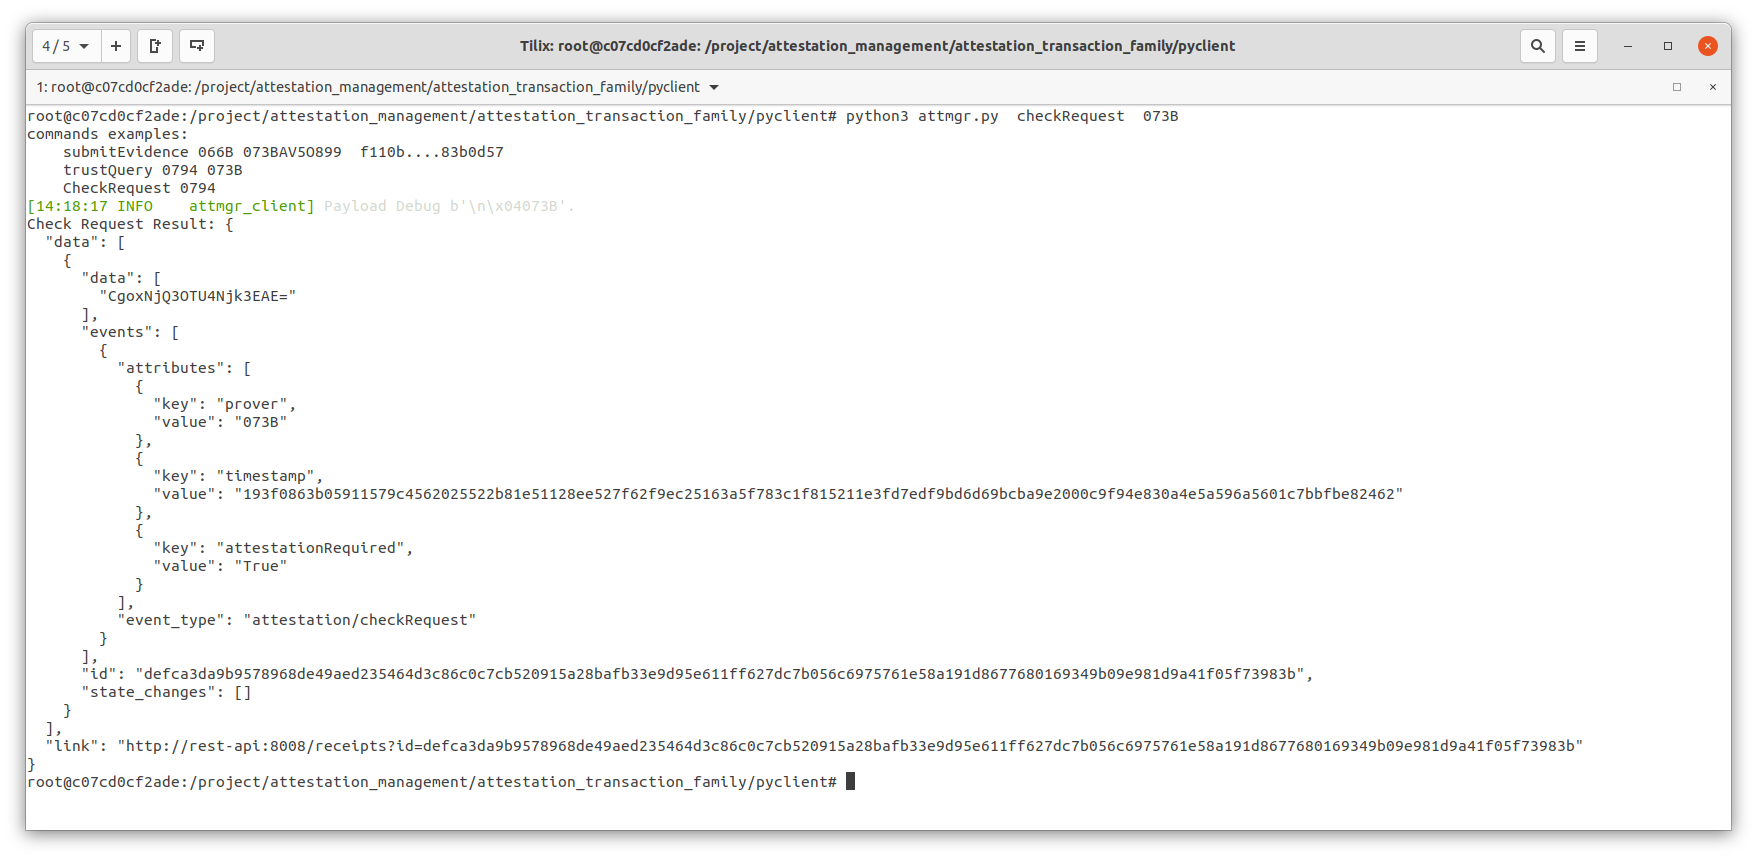 4 / 5
Tilix: root@c07cd0cf2ade: /project/attestation_management/attestation_transaction_family/pyclient
1: root@c07cd0cf2ade: /project/attestation_management/attestation_transaction_family/pyclient
root@c07cd0cf2ade:/project/attestation_management/attestation_transaction_family/pyclient# python3 attmgr.py  checkRequest  073B
commands examples:
    submitEvidence 066B 073BAV5O899  f110b....83b0d57
    trustQuery 0794 073B
    CheckRequest 0794
[14:18:17 INFO    attmgr_client] Payload Debug b'\n\x04073B'.
Check Request Result: {
  "data": [
    {
      "data": [
        "CgoxNjQ3OTU4Njk3EAE="
      ],
      "events": [
        {
          "attributes": [
            {
              "key": "prover",
              "value": "073B"
            },
            {
              "key": "timestamp",
              "value": "193f0863b05911579c4562025522b81e51128ee527f62f9ec25163a5f783c1f815211e3fd7edf9bd6d69bcba9e2000c9f94e830a4e5a596a5601c7bbfbe82462"
            },
            {
              "key": "attestationRequired",
              "value": "True"
            }
          ],
          "event_type": "attestation/checkRequest"
        }
      ],
      "id": "defca3da9b9578968de49aed235464d3c86c0c7cb520915a28bafb33e9d95e611ff627dc7b056c6975761e58a191d8677680169349b09e981d9a41f05f73983b",
      "state_changes": []
    }
  ],
  "link": "http://rest-api:8008/receipts?id=defca3da9b9578968de49aed235464d3c86c0c7cb520915a28bafb33e9d95e611ff627dc7b056c6975761e58a191d8677680169349b09e981d9a41f05f73983b"
}
root@c07cd0cf2ade:/project/attestation_management/attestation_transaction_family/pyclient#